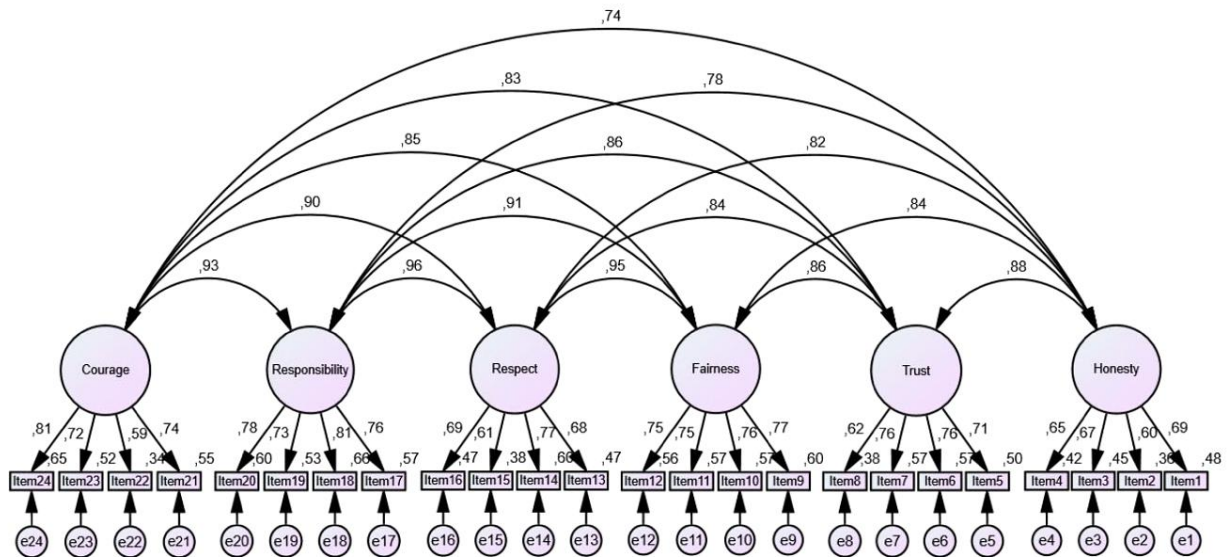 ,74
,83 ,78
,85 ,86 ,82
,90 ,91 ,84 ,84
,93 ,96 ,95 ,86 ,88
Courage Responsibility Respect Fairness Trust Honesty
,81 ,72 ,59 ,74 ,78 ,73 ,81 ,76 ,69 ,61 ,77 ,68 ,75 ,75 ,76 ,77 ,62 ,76 ,76 ,71 ,65 ,67 ,60 ,69
,65 ,52 ,34 ,55 ,60 ,53 ,66 ,57 ,47 ,38 ,60 ,47 ,56 ,57 ,57 ,60 ,38 ,57 ,57 ,50 ,42 ,45 ,36 ,48
Item24 Item23 Item22 Item21 Item20 Item19 Item18 Item17 Item16 Item15 Item14 Item13 Item12 Item11 Item10 Item9 Item8 Item7 Item6 Item5 Item4 Item3 Item2 Item1
e24 e23 e22 e21 e20 e19 e18 e17 e16 e15 e14 e13 e12 e11 e10 e9 e8 e7 e6 e5 e4 e3 e2 e1